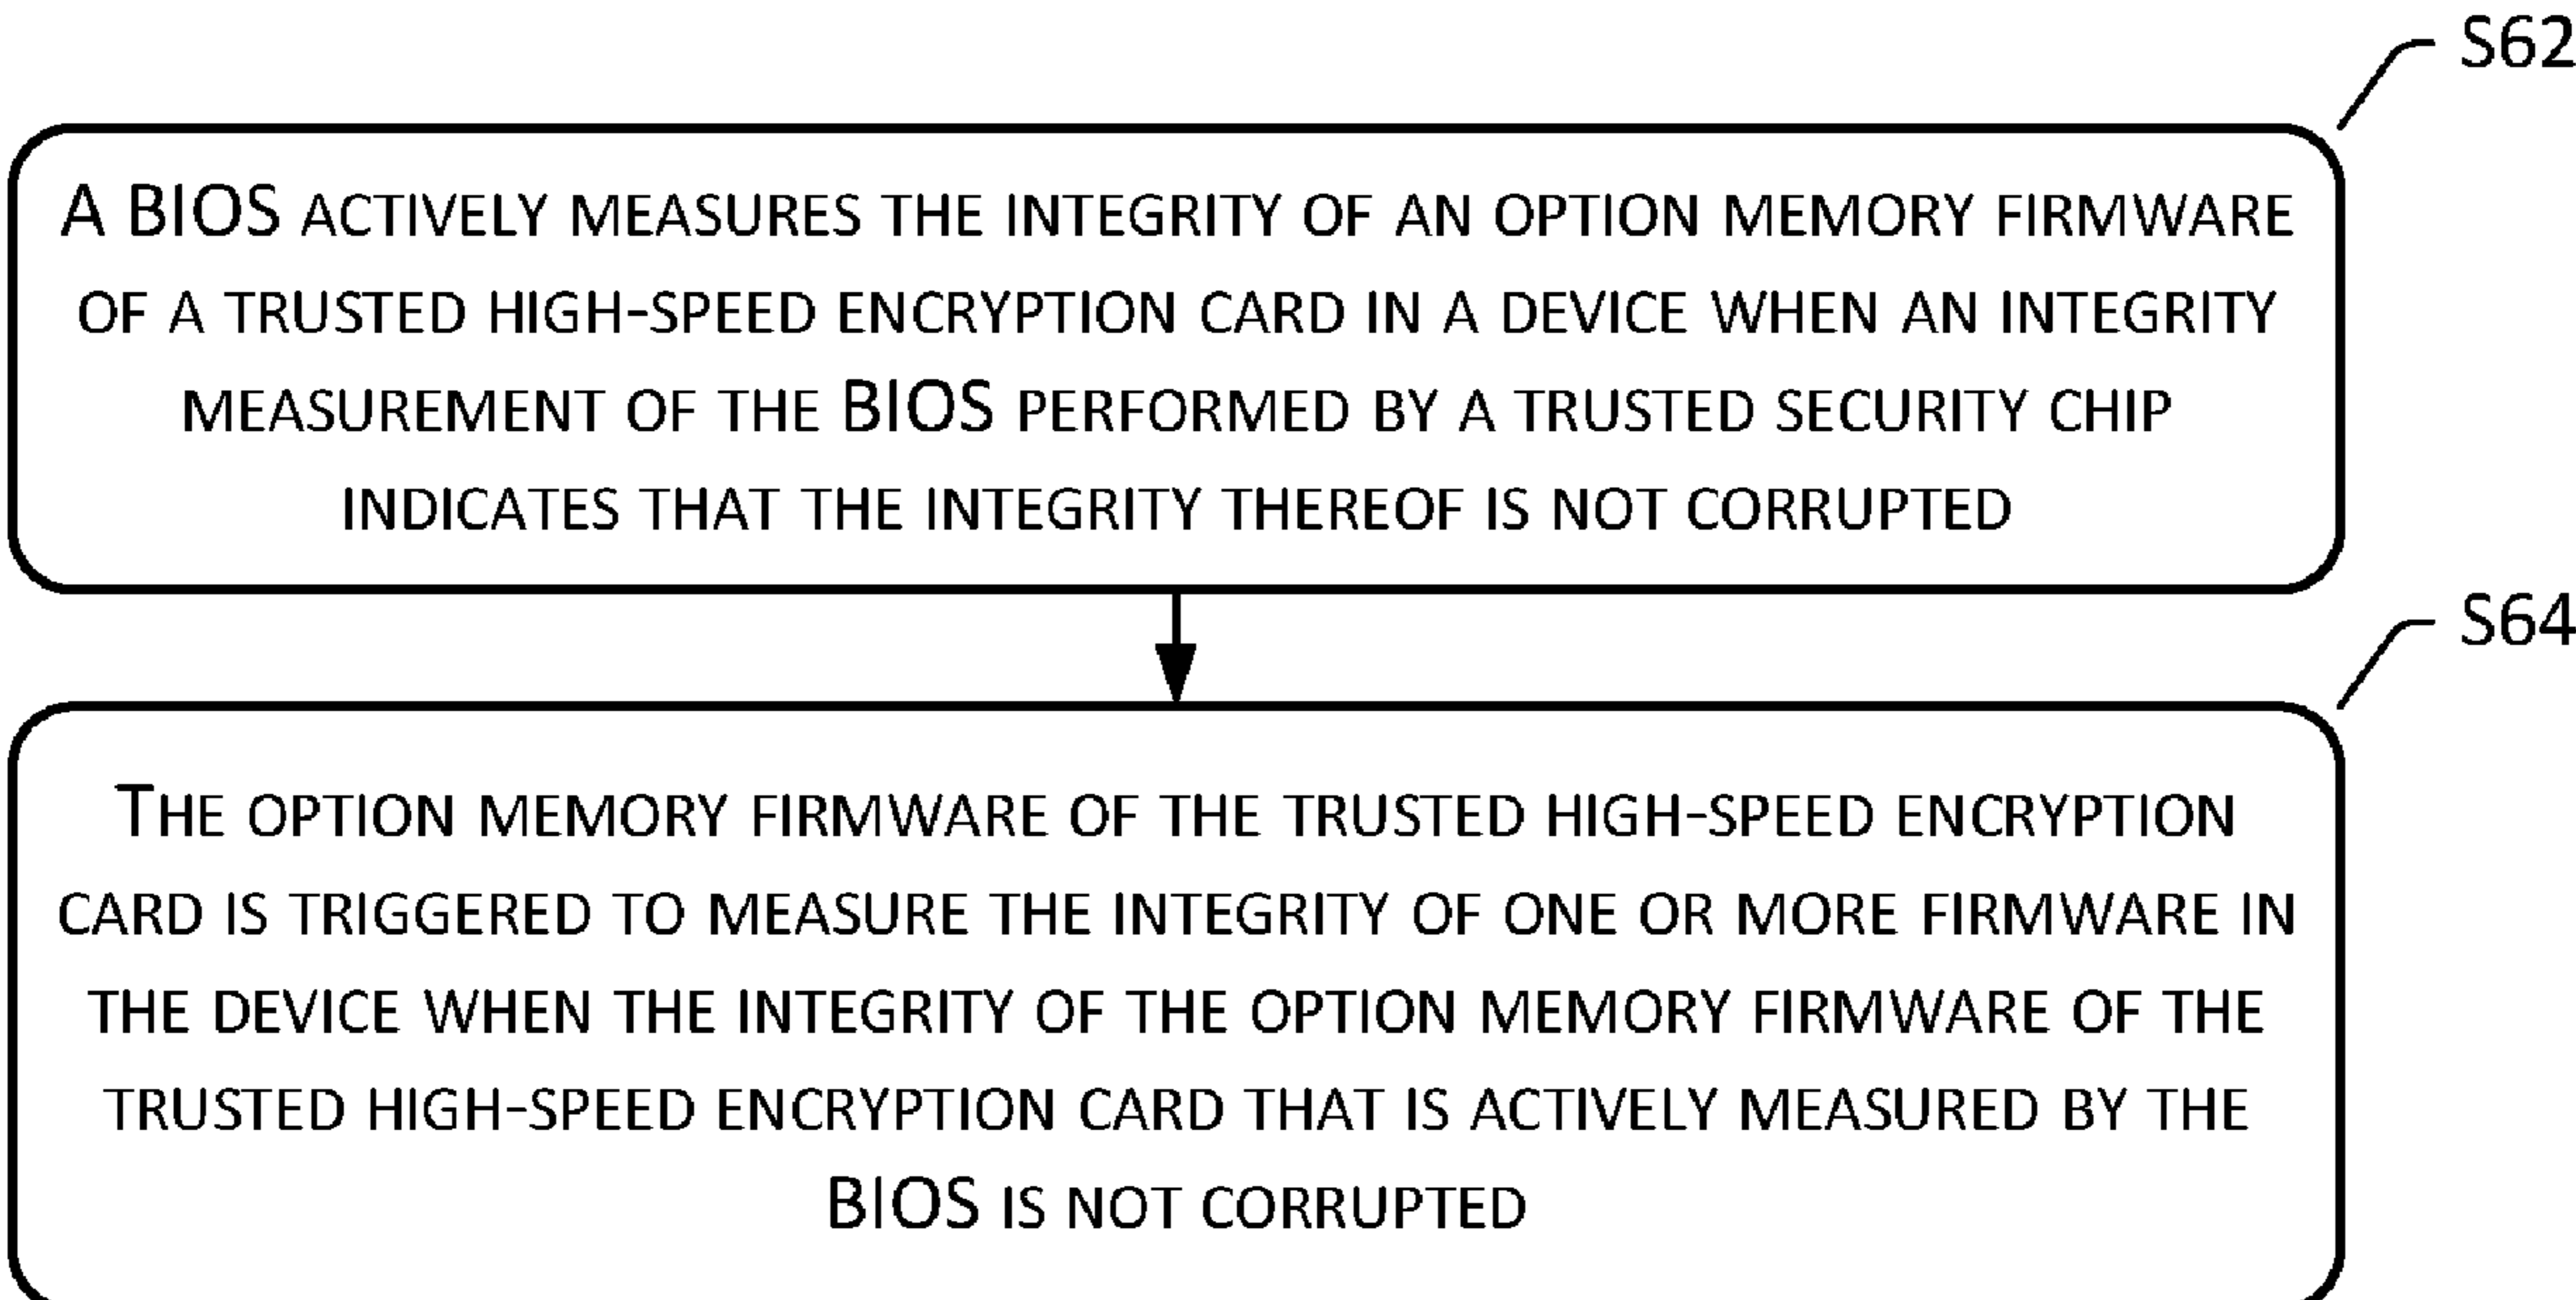 S62
A BIOS ACTIVELY MEASURES THE INTEGRITY OF AN OPTION MEMORY FIRMWARE
OF A TRUSTED HIGH-SPEED ENCRYPTION CARD IN A DEVICE WHEN AN INTEGRITY
MEASUREMENT OF THE BIOS PERFORMED BY A TRUSTED SECURITY CHIP
INDICATES THAT THE INTEGRITY THEREOF IS NOT CORRUPTED
S64
THE OPTION MEMORY FIRMWARE OF THE TRUSTED HIGH-SPEED ENCRYPTION
CARD IS TRIGGERED TO MEASURE THE INTEGRITY OF ONE OR MORE FIRMWARE IN
THE DEVICE WHEN THE INTEGRITY OF THE OPTION MEMORY FIRMWARE OF THE
TRUSTED HIGH-SPEED ENCRYPTION CARD THAT IS ACTIVELY MEASURED BY THE
BIOS IS NOT CORRUPTED